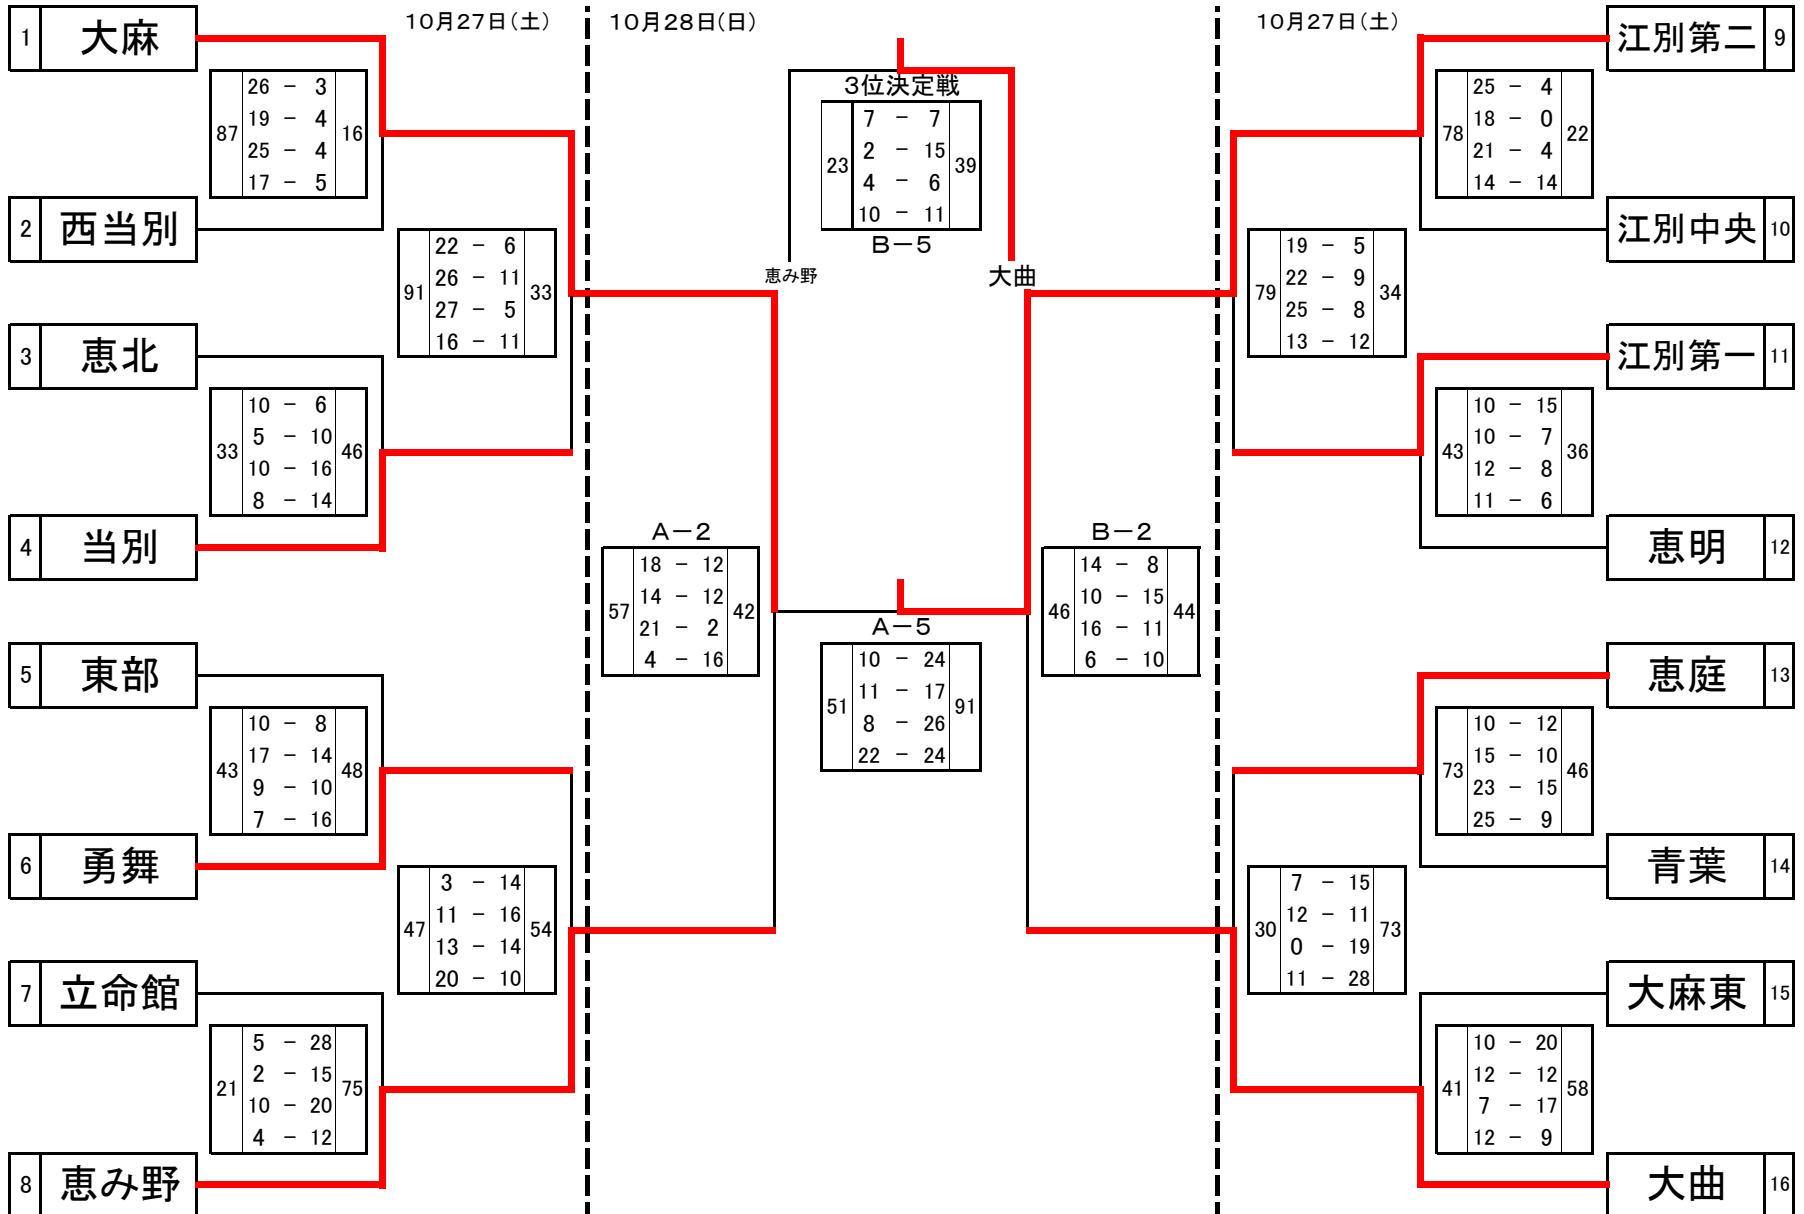 10月27日(土)
10月28日(日)
10月27日(土)
1 大麻
87
26 － 3
19 － 4
25 － 4
17 － 5
16
2 西当別
91
22 － 6
26 － 11
27 － 5
16 － 11
33
3 恵北
33
10 － 6
5 － 10
10 － 16
8 － 14
46
4 当別
5 東部
43
10 － 8
17 － 14
9 － 10
7 － 16
48
6 勇舞
47
3 － 14
11 － 16
13 － 14
20 － 10
54
7 立命館
21
5 － 28
2 － 15
10 － 20
4 － 12
75
8 恵み野
3位決定戦
23
7 － 7
2 － 15
4 － 6
10 － 11
39
B－5
恵み野
大曲
A－2
57
18 － 12
14 － 12
21 － 2
4 － 16
42
A－5
51
10 － 24
11 － 17
8 － 26
22 － 24
91
B－2
46
14 － 8
10 － 15
16 － 11
6 － 10
44
江別第二 9
78
25 － 4
18 － 0
21 － 4
14 － 14
22
江別中央 10
79
19 － 5
22 － 9
25 － 8
13 － 12
34
江別第一 11
43
10 － 15
10 － 7
12 － 8
11 － 6
36
恵明 12
恵庭 13
73
10 － 12
15 － 10
23 － 15
25 － 9
46
青葉 14
30
7 － 15
12 － 11
0 － 19
11 － 28
73
大麻東 15
41
10 － 20
12 － 12
7 － 17
12 － 9
58
大曲 16